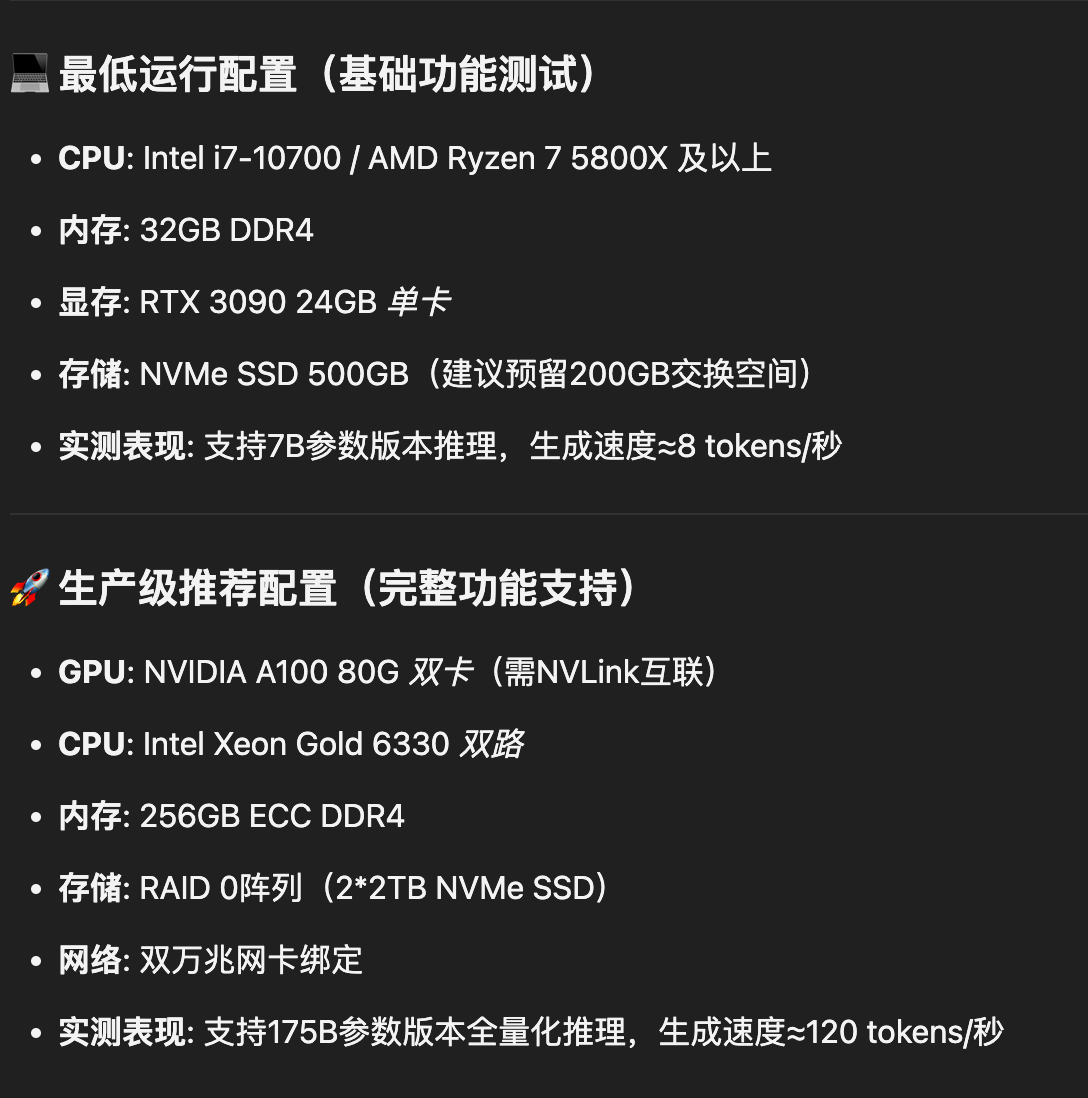 💻 最低运行配置（基础功能测试）
• CPU: Intel i7-10700 / AMD Ryzen 7 5800X 及以上
• 内存: 32GB DDR4
• 显存: RTX 3090 24GB 单卡
• 存储: NVMe SSD 500GB（建议预留200GB交换空间）
• 实测表现: 支持7B参数版本推理，生成速度≈8 tokens/秒
🚀 生产级推荐配置（完整功能支持）
• GPU: NVIDIA A100 80G 双卡（需NVLink互联）
• CPU: Intel Xeon Gold 6330 双路
• 内存: 256GB ECC DDR4
• 存储: RAID 0阵列（2*2TB NVMe SSD）
• 网络: 双万兆网卡绑定
• 实测表现: 支持175B参数版本全量化推理，生成速度≈120 tokens/秒